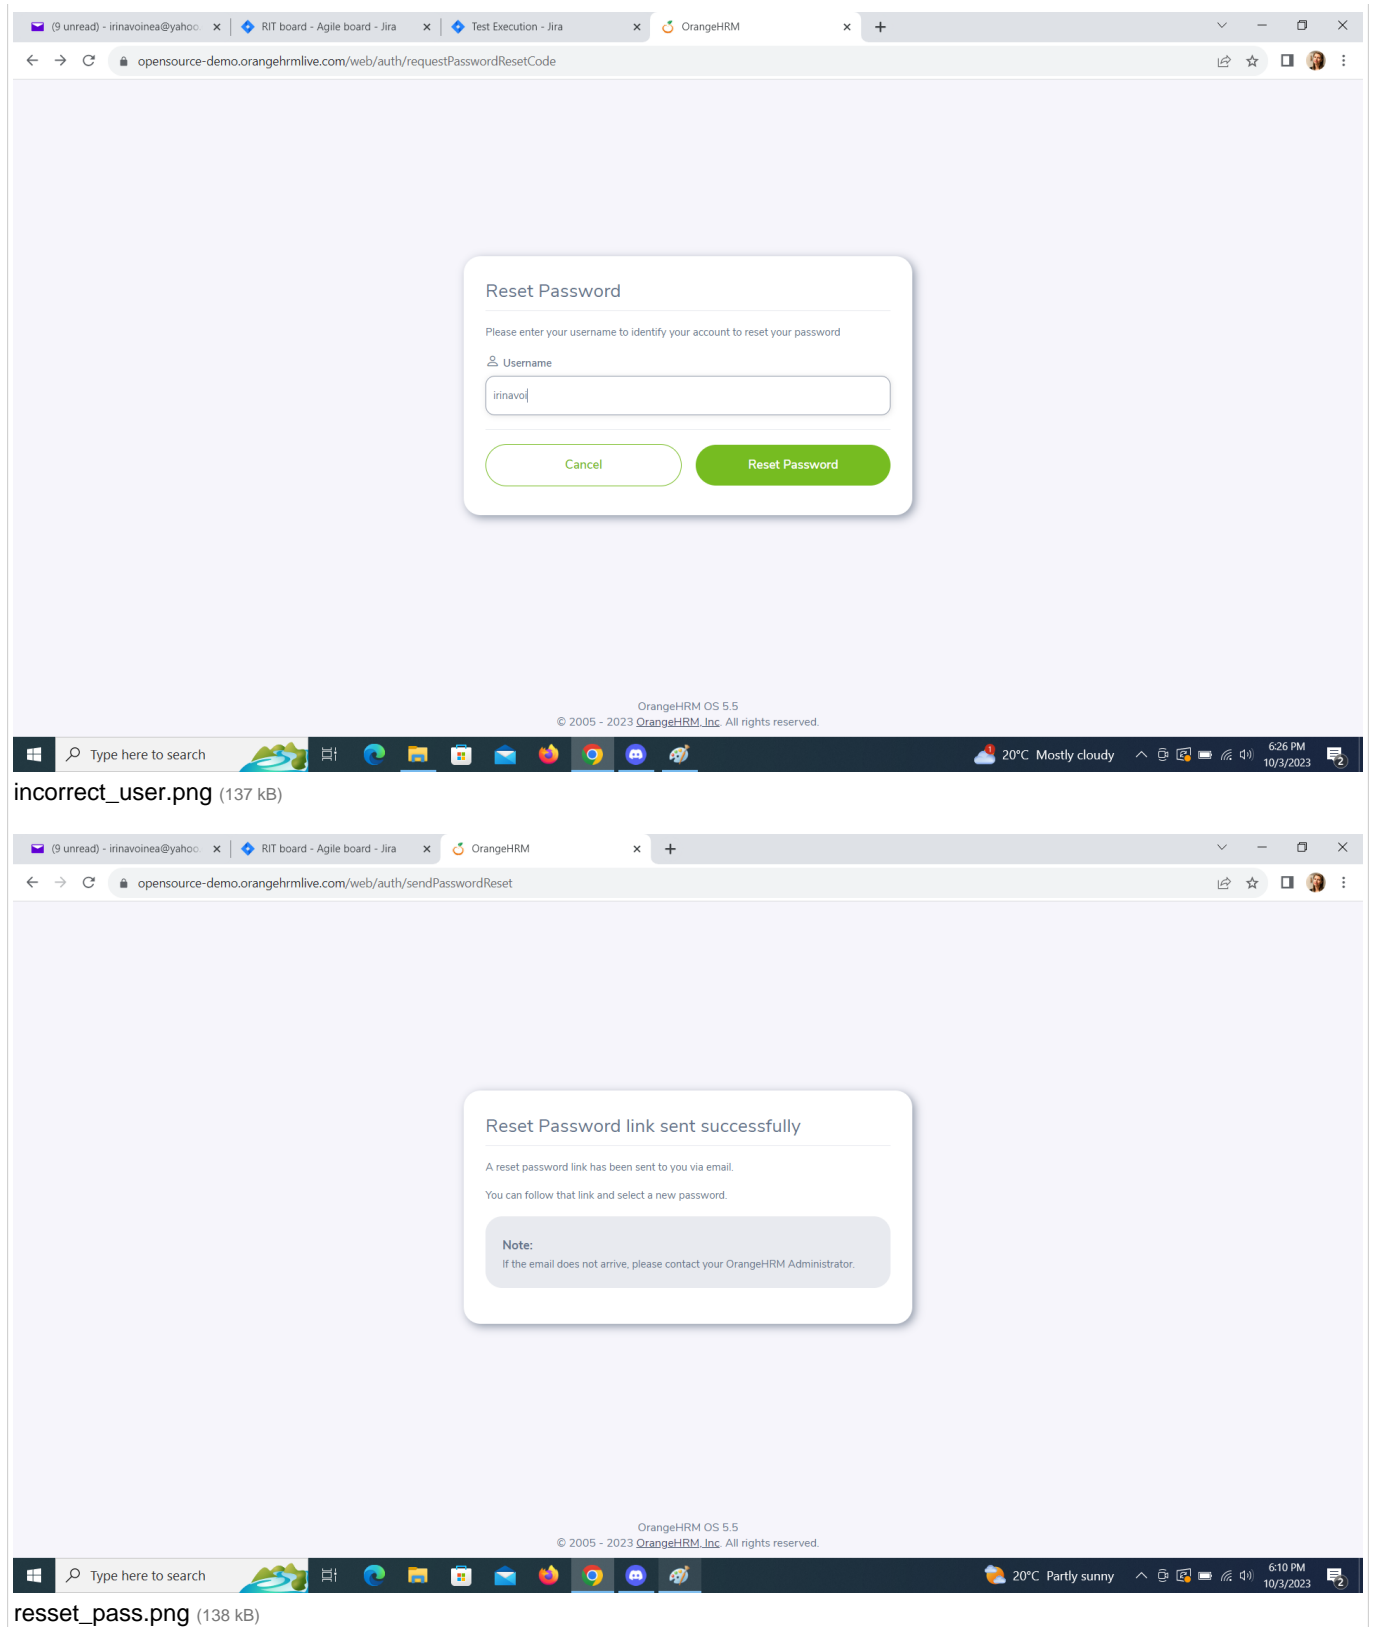 (9 unread) - irinavoinea@yahoo. RIT board - Agile board - Jira Test Execution - Jira OrangeHRM
opensource-demo.orangehrmlive.com/web/auth/requestPasswordResetCode
Reset Password
Please enter your username to identify your account to reset your password
Username
irinavoi
Cancel Reset Password
OrangeHRM OS 5.5
© 2005 - 2023 OrangeHRM, Inc. All rights reserved.
Type here to search 1 20°C Mostly cloudy 6:26 PM
10/3/2023 2
incorrect_user.png (137 kB)
(9 unread) - irinavoinea@yahoo. RIT board - Agile board - Jira OrangeHRM
opensource-demo.orangehrmlive.com/web/auth/sendPasswordReset
Reset Password link sent successfully
A reset password link has been sent to you via email.
You can follow that link and select a new password.
Note:
If the email does not arrive, please contact your OrangeHRM Administrator.
OrangeHRM OS 5.5
© 2005 - 2023 OrangeHRM, Inc. All rights reserved.
Type here to search 20°C Partly sunny 6:10 PM
10/3/2023 2
resset_pass.png (138 kB)